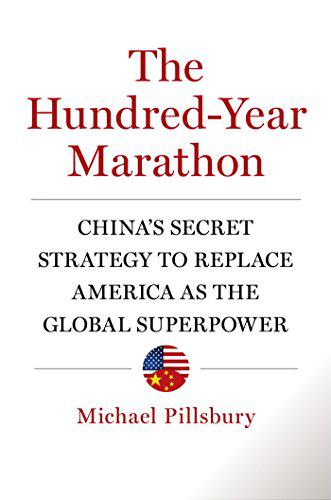 The
Hundred-Year
Marathon
CHINA'S SECRET
STRATEGY TO REPLACE
AMERICA AS THE
GLOBAL SUPERPOWER
Michael Pillsbury